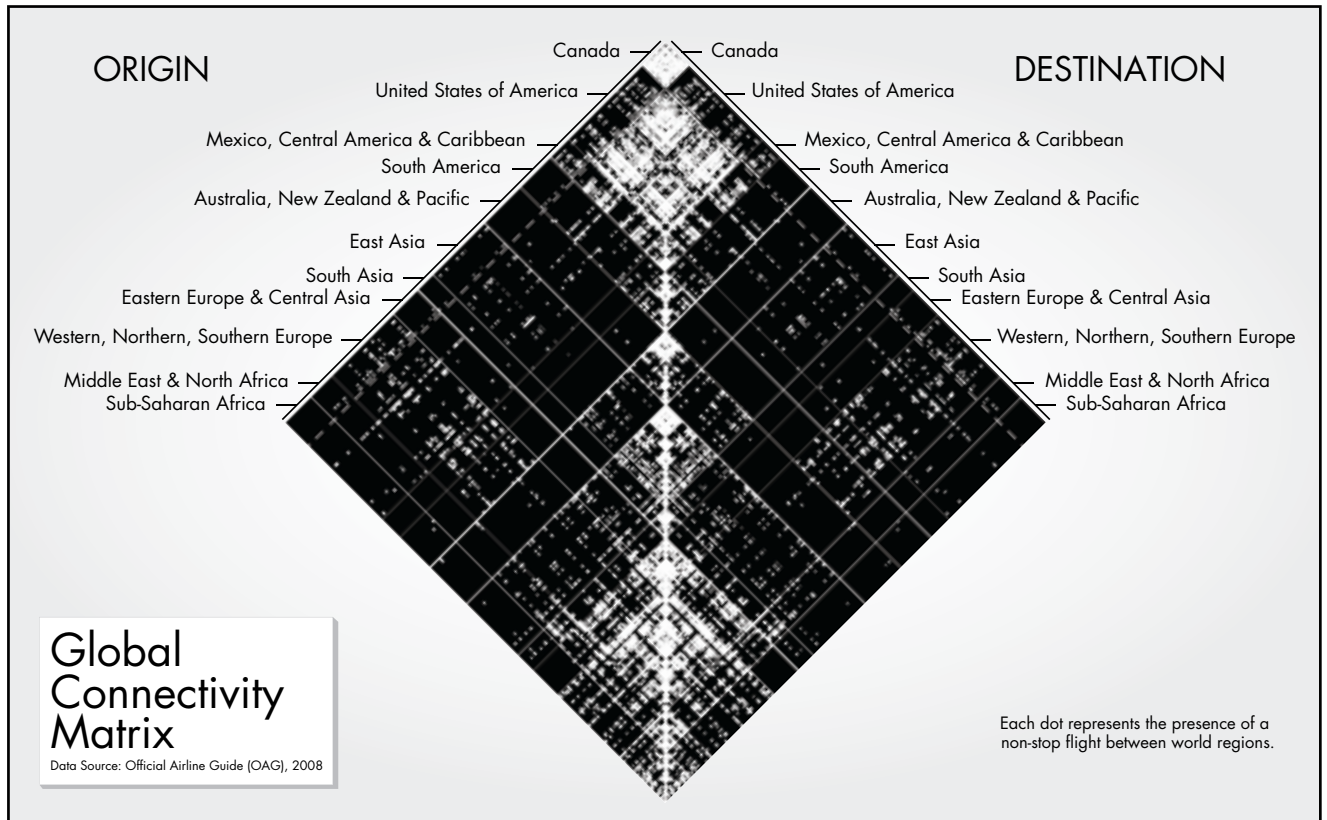 ORIGIN
DESTINATION
Canada
Canada
United States of America
United States of America
Mexico, Central America & Caribbean
Mexico, Central America & Caribbean
South America
South America
Australia, New Zealand & Pacific
Australia, New Zealand & Pacific
East Asia
East Asia
South Asia
South Asia
Eastern Europe & Central Asia
Eastern Europe & Central Asia
Western, Northern, Southern Europe
Western, Northern, Southern Europe
Middle East & North Africa
Middle East & North Africa
Sub-Saharan Africa
Sub-Saharan Africa
Global
Connectivity
Matrix
Data Source: Official Airline Guide (OAG), 2008
Each dot represents the presence of a
non-stop flight between world regions.